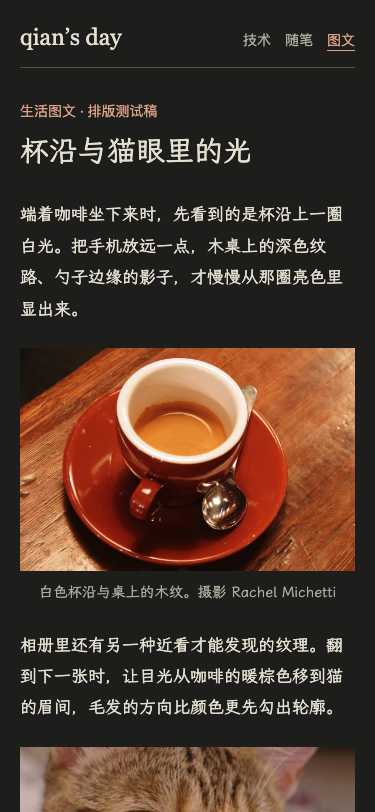 qian's day
技术 随笔 图文
生活图文 · 排版测试稿
杯沿与猫眼里的光
端着咖啡坐下来时，先看到的是杯沿上一圈
白光。把手机放远一点，木桌上的深色纹
路、勺子边缘的影子，才慢慢从那圈亮色里
显出来。
白色杯沿与桌上的木纹。摄影 Rachel Michetti
相册里还有另一种近看才能发现的纹理。翻
到下一张时，让目光从咖啡的暖棕色移到猫
的眉间，毛发的方向比颜色更先勾出轮廓。